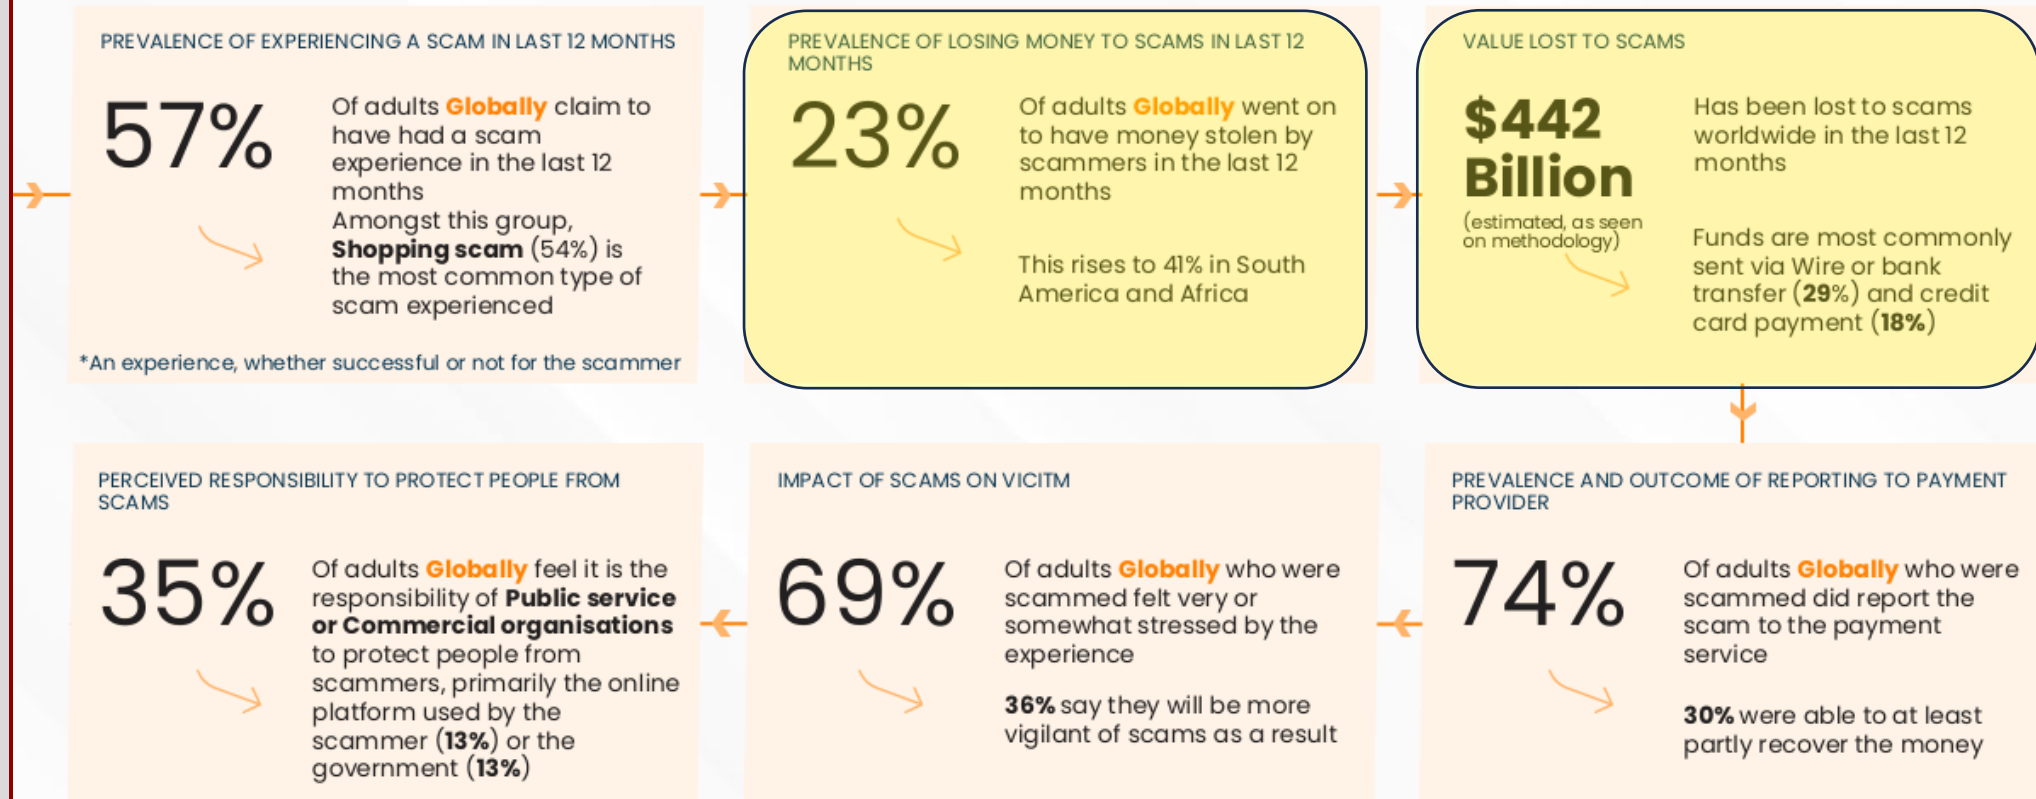 PREVALENCE OF EXPERIENCING A SCAM IN LAST 12 MONTHS
57%
Of adults Globally claim to
have had a scam
experience in the last 12
months
Amongst this group,
Shopping scam (54%) is
the most common type of
scam experienced
*An experience, whether successful or not for the scammer
PREVALENCE OF LOSING MONEY TO SCAMS IN LAST 12
MONTHS
23%
Of adults Globally went on
to have money stolen by
scammers in the last 12
months
This rises to 41% in South
America and Africa
VALUE LOST TO SCAMS
$442
Billion
(estimated, as seen
on methodology)
Has been lost to scams
worldwide in the last 12
months
Funds are most commonly
sent via Wire or bank
transfer (29%) and credit
card payment (18%)
PERCEIVED RESPONSIBILITY TO PROTECT PEOPLE FROM
SCAMS
35%
Of adults Globally feel it is the
responsibility of Public service
or Commercial organisations
to protect people from
scammers, primarily the online
platform used by the
scammer (13%) or the
government (13%)
IMPACT OF SCAMS ON VICITM
69%
Of adults Globally who were
scammed felt very or
somewhat stressed by the
experience
36% say they will be more
vigilant of scams as a result
PREVALENCE AND OUTCOME OF REPORTING TO PAYMENT
PROVIDER
74%
Of adults Globally who were
scammed did report the
scam to the payment
service
30% were able to at least
partly recover the money